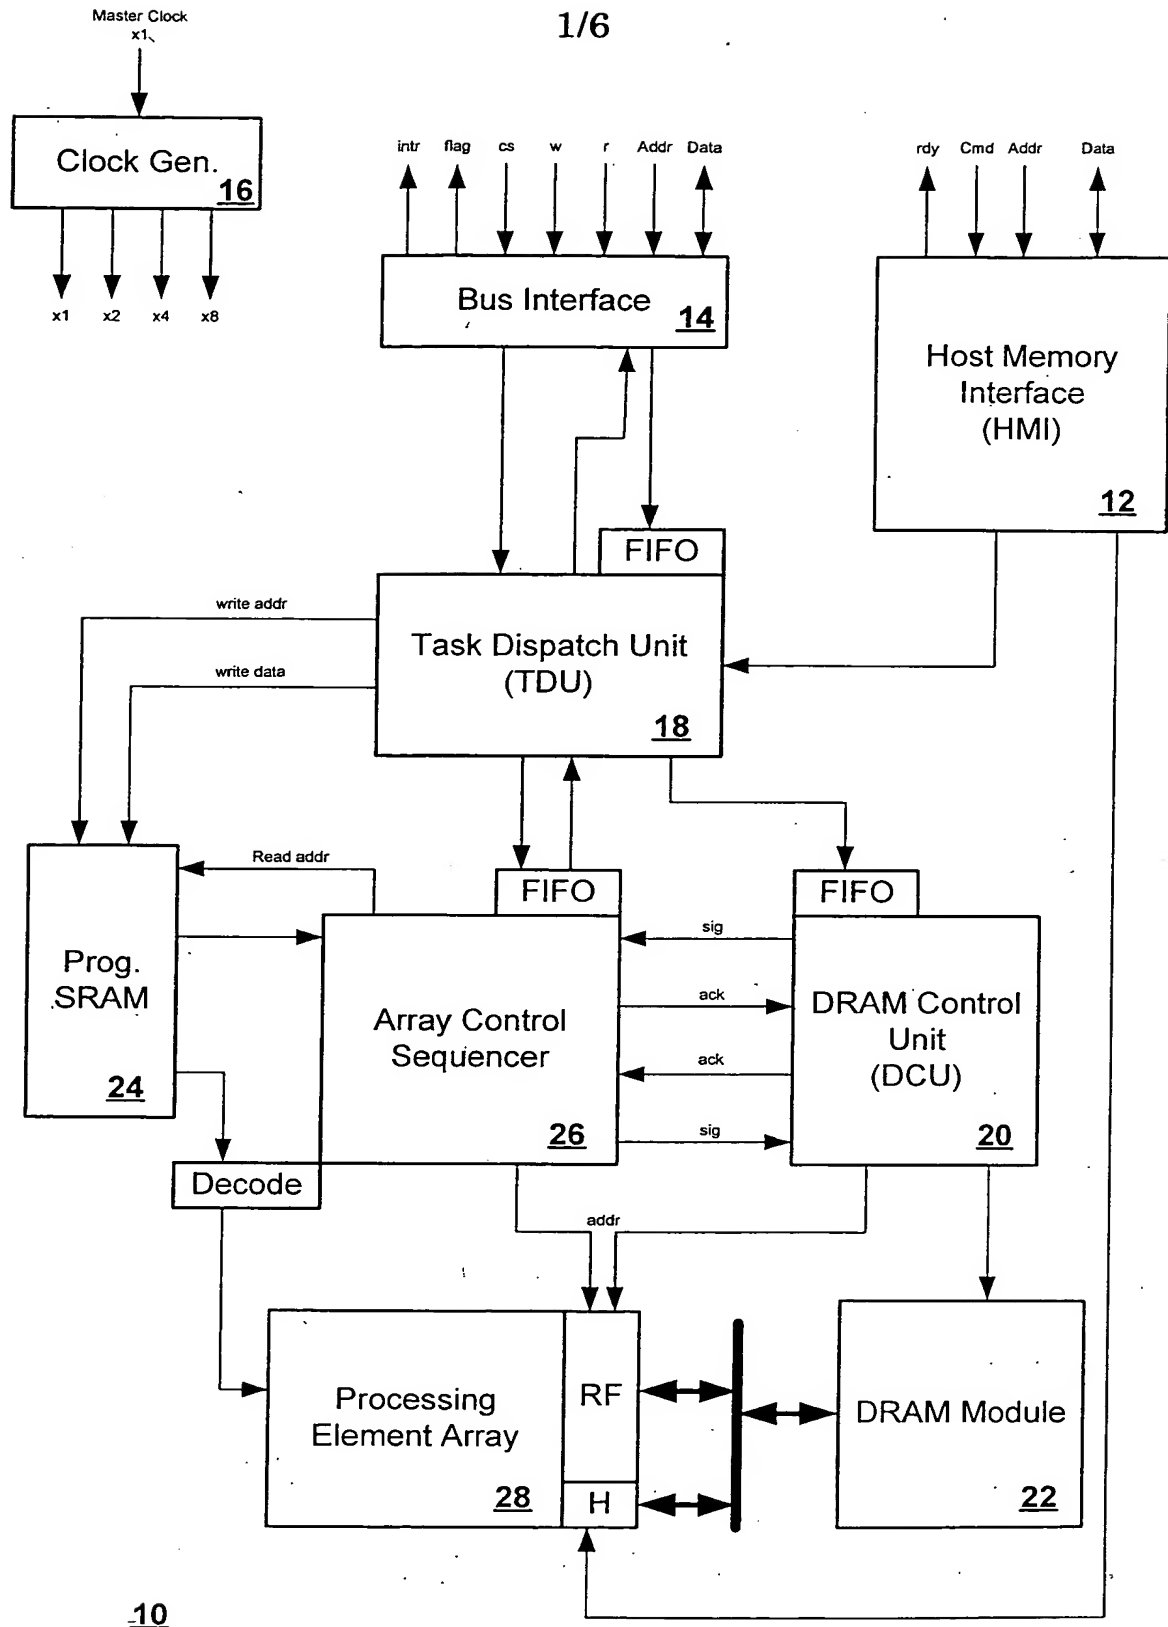 Master Clock
x1
1/6
Clock Gen.
16
x1 x2 x4 x8
intr flag cs w r Addr Data
rdy Cmd Addr Data
Bus Interface
14
Host Memory
Interface
(HMI)
12
FIFO
Task Dispatch Unit
(TDU)
18
write addr
write data
Read addr
FIFO
FIFO
Prog.
SRAM
24
Array Control
Sequencer
26
sig
ack
ack
sig
DRAM Control
Unit
(DCU)
20
Decode
addr
Processing
Element Array
28
RF
H
DRAM Module
22
10